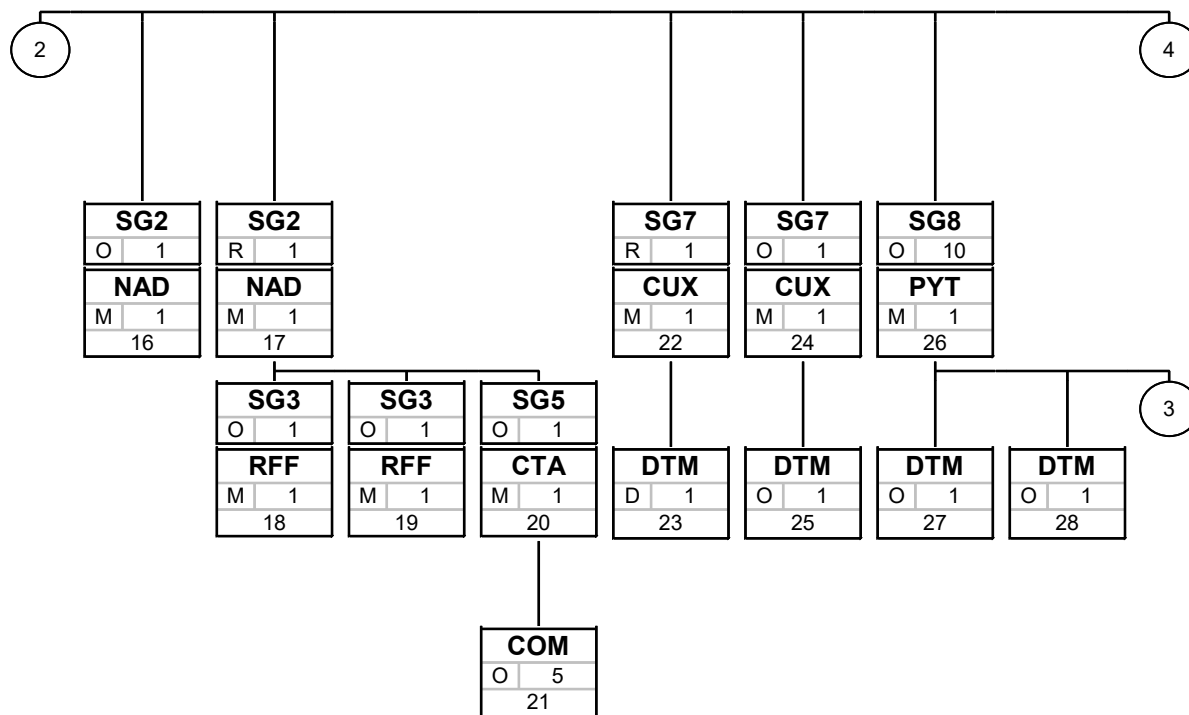 2
4
SG2 SG2 SG7 SG7 SG8
O 1 R 1 R 1 O 1 O 10
NAD NAD CUX CUX PYT
M 1 M 1 M 1 M 1 M 1
16 17 22 24 26
3
SG3 SG3 SG5
O 1 O 1 O 1
RFF RFF CTA DTM DTM DTM DTM
M 1 M 1 M 1 D 1 O 1 O 1 O 1
18 19 20 23 25 27 28
COM
O 5
21